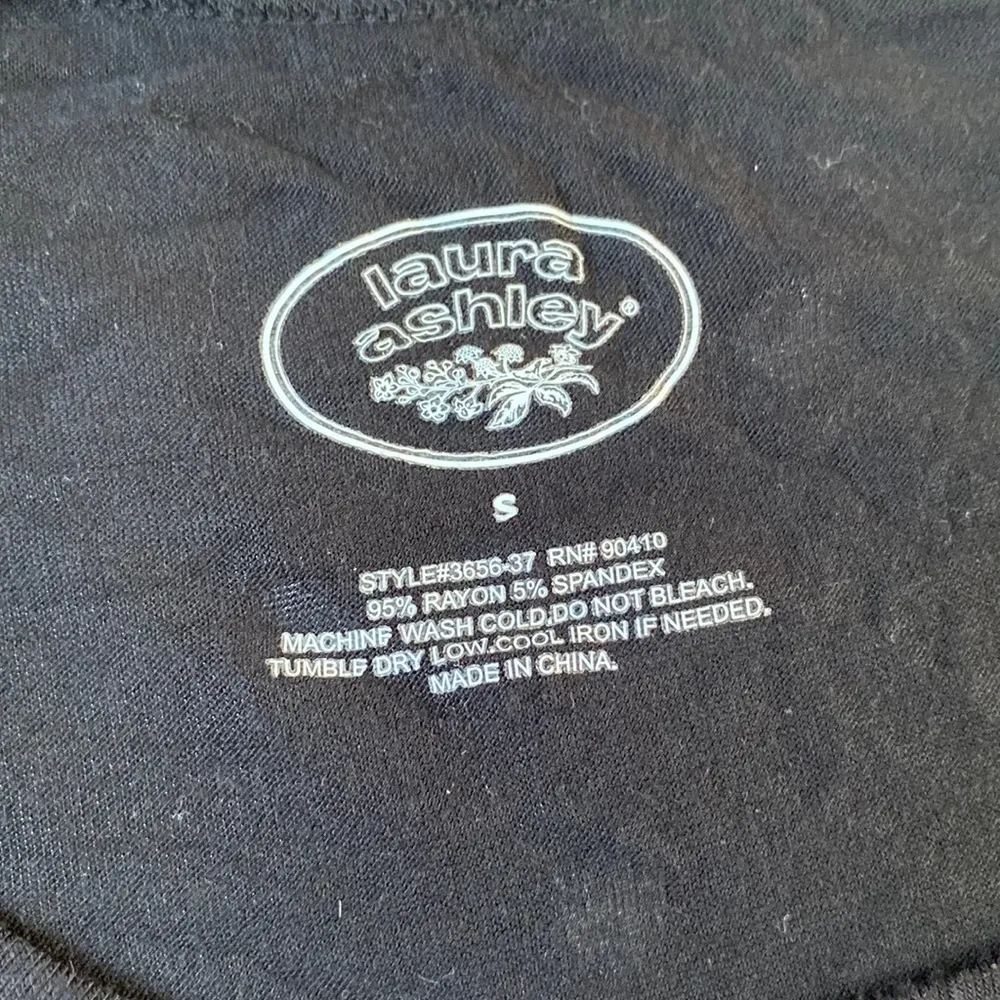 laura
ashley®
S
STYLE#3656-37 RN# 90410
95% RAYON 5% SPANDEX
MACHINE WASH COLD.DO NOT BLEACH.
TUMBLE DRY LOW.COOL IRON IF NEEDED.
MADE IN CHINA.